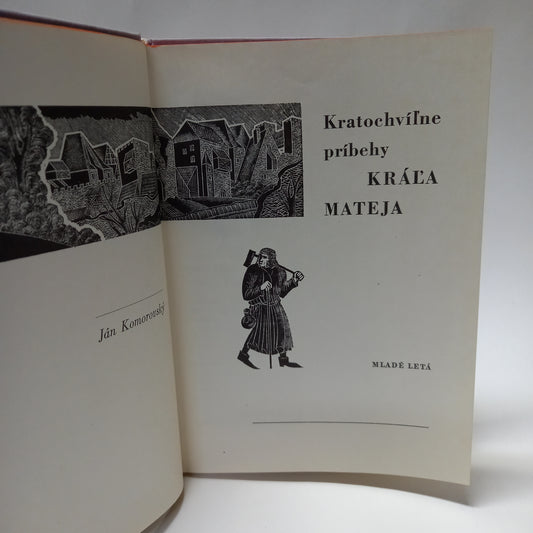 Ján Komorovský
Kratochvíľne
príbehy
KRÁĽA
MATEJA
MLADÉ LETÁ